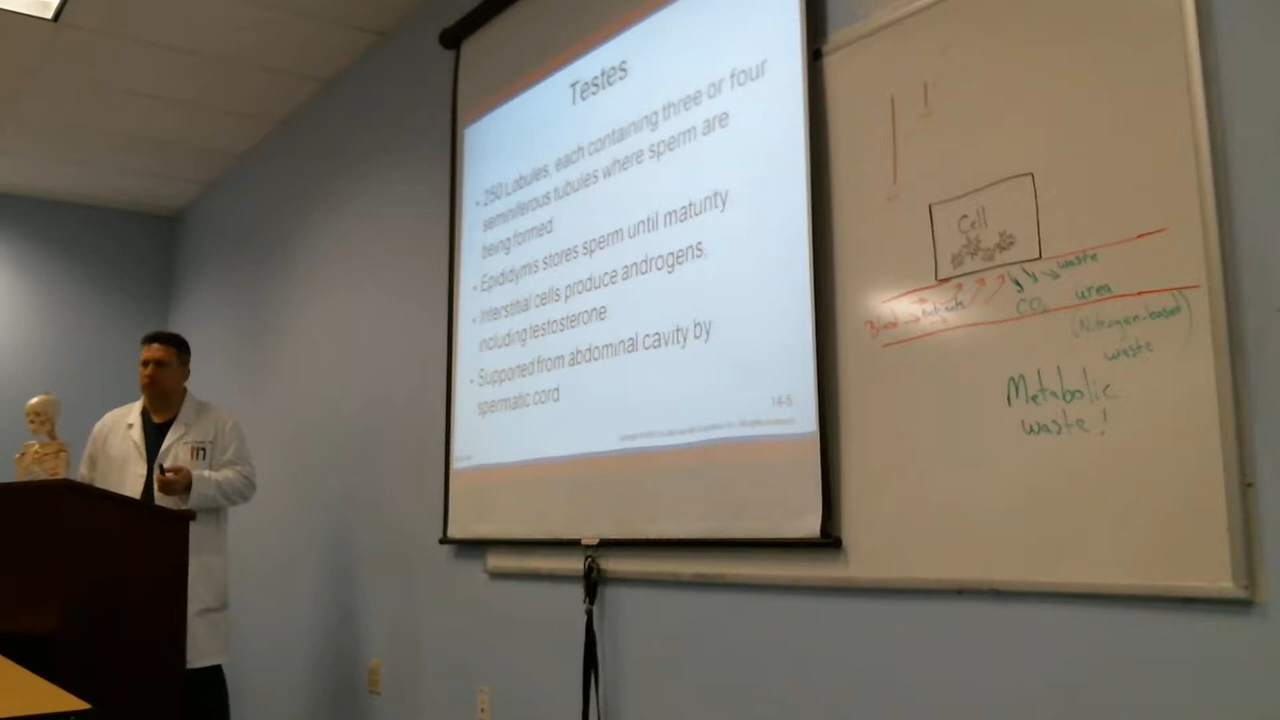 Testes
• 250 Lobules, each containing three or four
seminiferous tubules where sperm are
being formed
• Epididymis stores sperm until maturity.
• Interstitial cells produce androgens,
including testosterone
• Supported from abdominal cavity by
spermatic cord
14-5
Cell
waste
Blood
CO2 urea
(Nitrogen-based)
waste
Metabolic
waste!